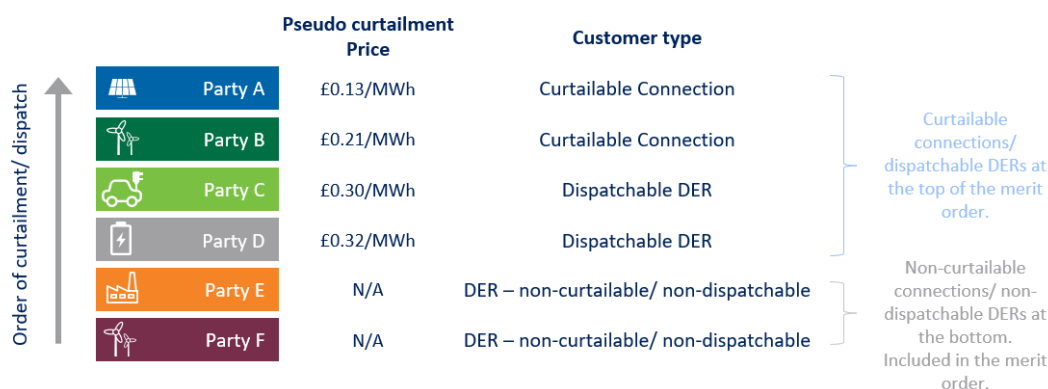 Pseudo curtailment
Price
Customer type
Order of curtailment/ dispatch
Party A £0.13/MWh Curtailable Connection
Party B £0.21/MWh Curtailable Connection
Party C £0.30/MWh Dispatchable DER
Party D £0.32/MWh Dispatchable DER
Party E N/A DER – non-curtailable/ non-dispatchable
Party F N/A DER – non-curtailable/ non-dispatchable
Curtailable
connections/
dispatchable DERs at
the top of the merit
order.
Non-curtailable
connections/ non-
dispatchable DERs at
the bottom.
Included in the merit
order.